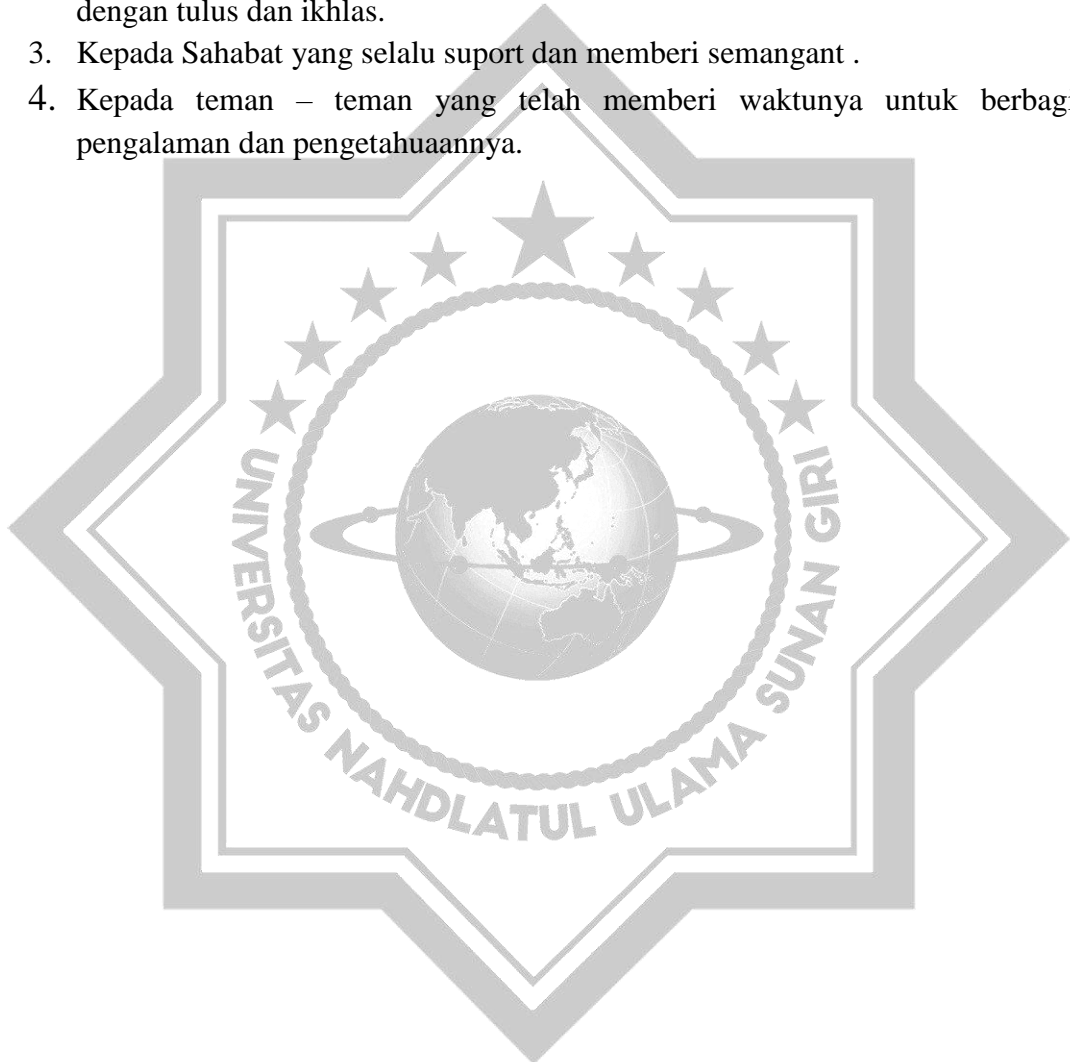 dengan tulus dan ikhlas.
3. Kepada Sahabat yang selalu suport dan memberi semangant .
4. Kepada teman – teman yang telah memberi waktunya untuk berbagi
pengalaman dan pengetahuaannya.
UNIVERSITAS NAHDLATUL ULAMA SUNAN GIRI